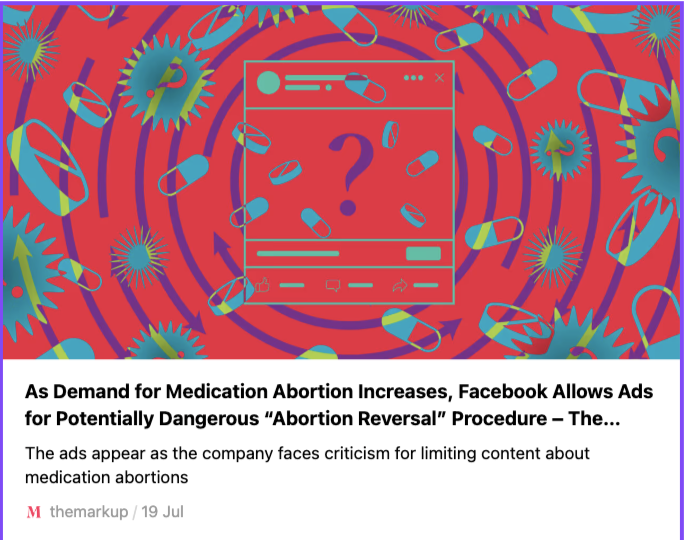 ?
As Demand for Medication Abortion Increases, Facebook Allows Ads
for Potentially Dangerous “Abortion Reversal” Procedure – The...
The ads appear as the company faces criticism for limiting content about
medication abortions
M themarkup / 19 Jul